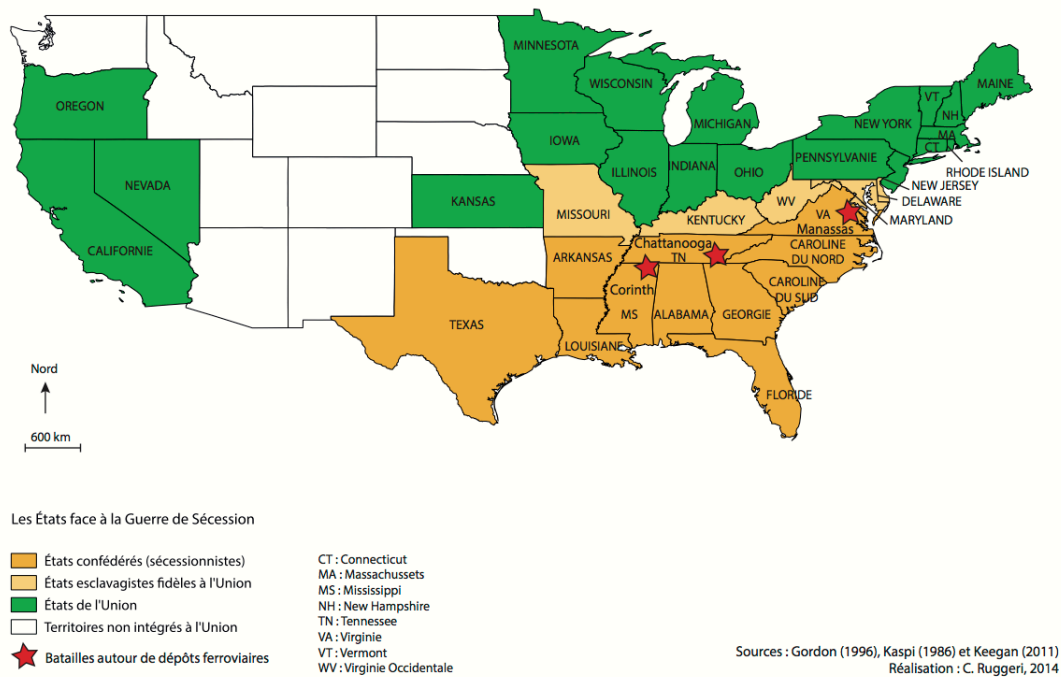 MINNESOTA
WISCONSIN
MAINE
OREGON
VT
NH
MICHIGAN
NEW YORK
MA
IOWA
CT
PENNSYLVANIE
NEVADA
ILLINOIS
INDIANA
OHIO
RHODE ISLAND
NEW JERSEY
KANSAS
WV
DELAWARE
MISSOURI
KENTUCKY
VA
MARYLAND
Manassas
CALIFORNIE
Chattanooga
TN
CAROLINE
DU NORD
ARKANSAS
Corinth
CAROLINE
DU SUD
TEXAS
MS
ALABAMA
GEORGIE
LOUISIANE
FLORIDE
Nord
600 km
Les États face à la Guerre de Sécession
États confédérés (sécessionnistes)
États esclavagistes fidèles à l'Union
États de l'Union
Territoires non intégrés à l'Union
Batailles autour de dépôts ferroviaires
CT : Connecticut
MA : Massachussets
MS : Mississippi
NH : New Hampshire
TN : Tennessee
VA : Virginie
VT : Vermont
WV : Virginie Occidentale
Sources : Gordon (1996), Kaspi (1986) et Keegan (2011)
Réalisation : C. Ruggeri, 2014